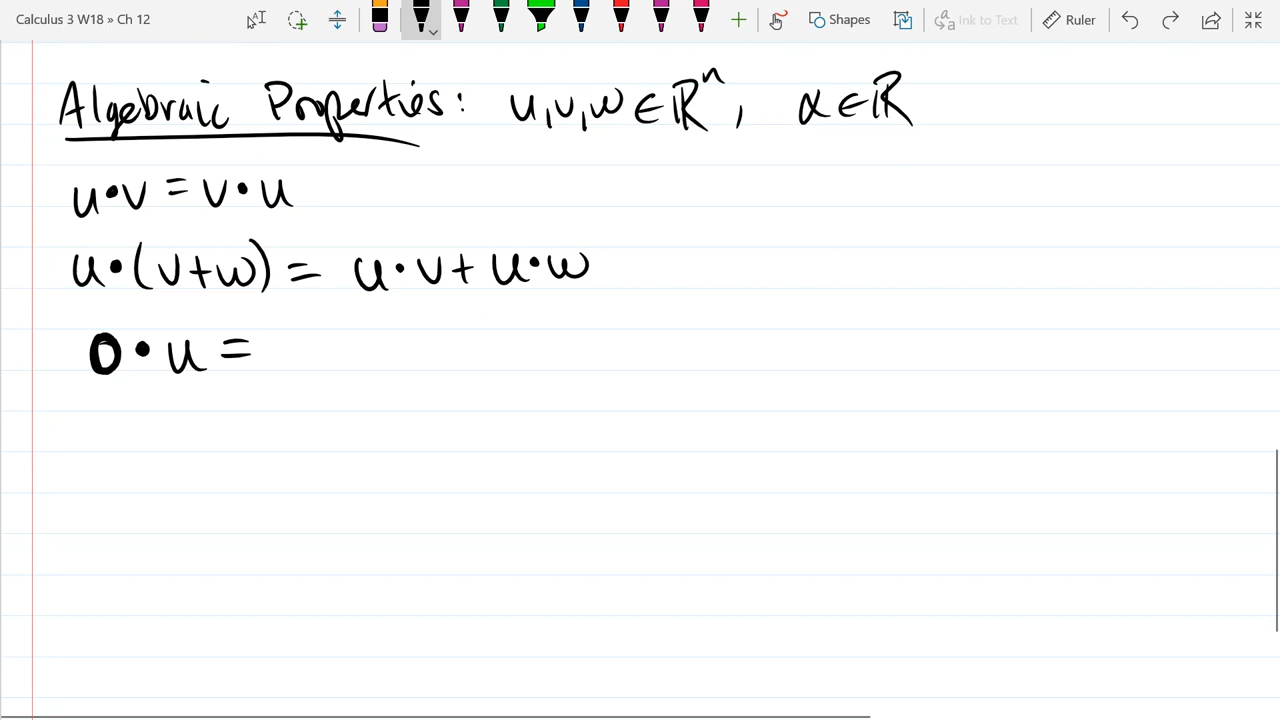 Calculus 3 W18 » Ch 12
Shapes
Ink to Text
Ruler
Algebraic Properties: u,v,w ∈ ℝⁿ, α ∈ ℝ
u•v = v•u
u•(v+w) = u•v + u•w
0•u =